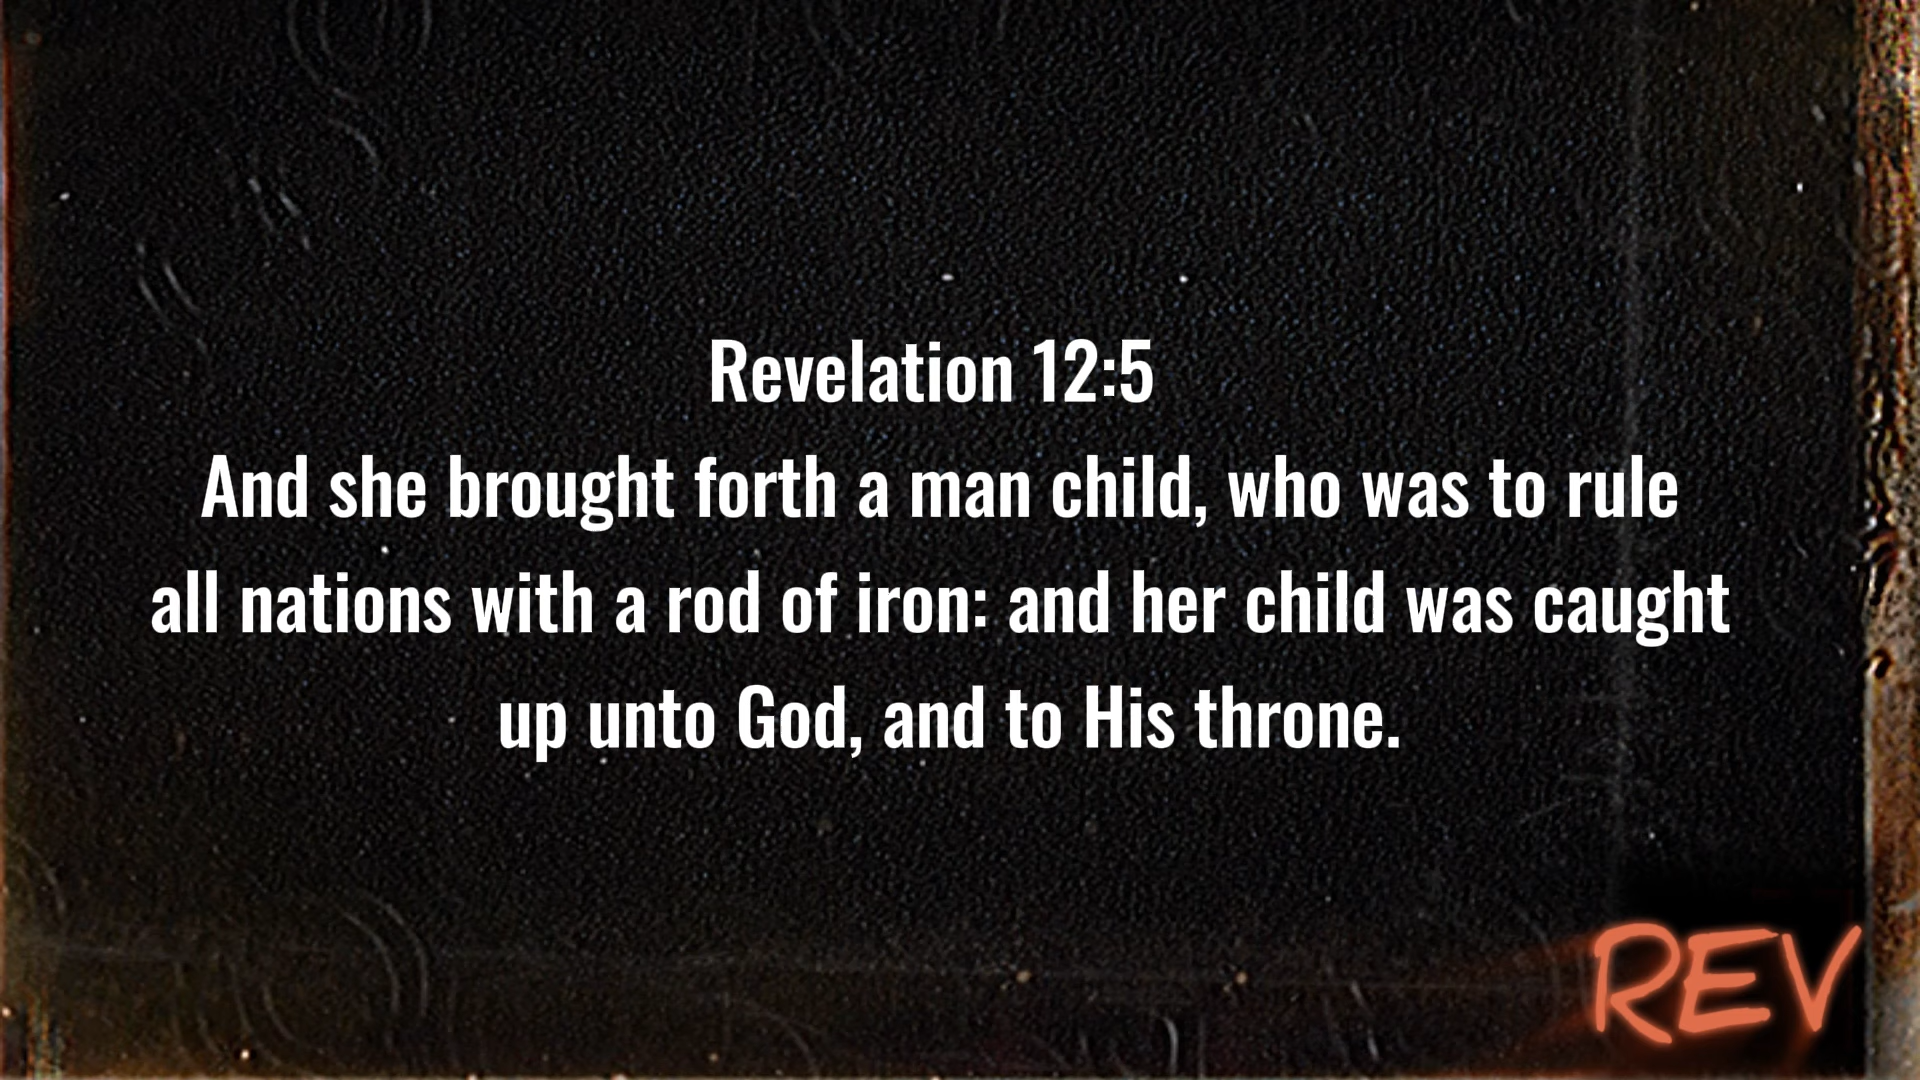 Revelation 12:5
And she brought forth a man child, who was to rule
all nations with a rod of iron: and her child was caught
up unto God, and to His throne.
REV